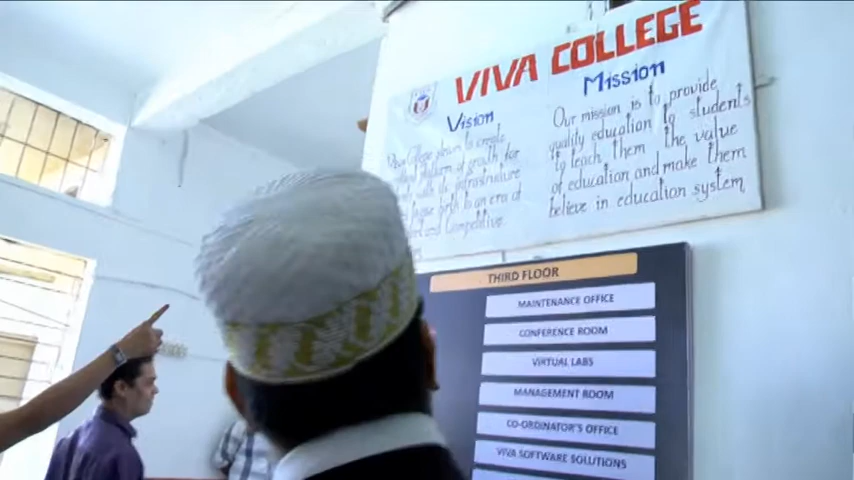 VIVA COLLEGE
Vision
Mission
Our mission is to provide
quality of education to students
to teach them the value
of education, and make them
believe in education system.
THIRD FLOOR
MAINTENANCE OFFICE
CONFERENCE ROOM
VIRTUAL LABS
MANAGEMENT ROOM
CO-ORDINATOR'S OFFICE
VIVA SOFTWARE SOLUTIONS